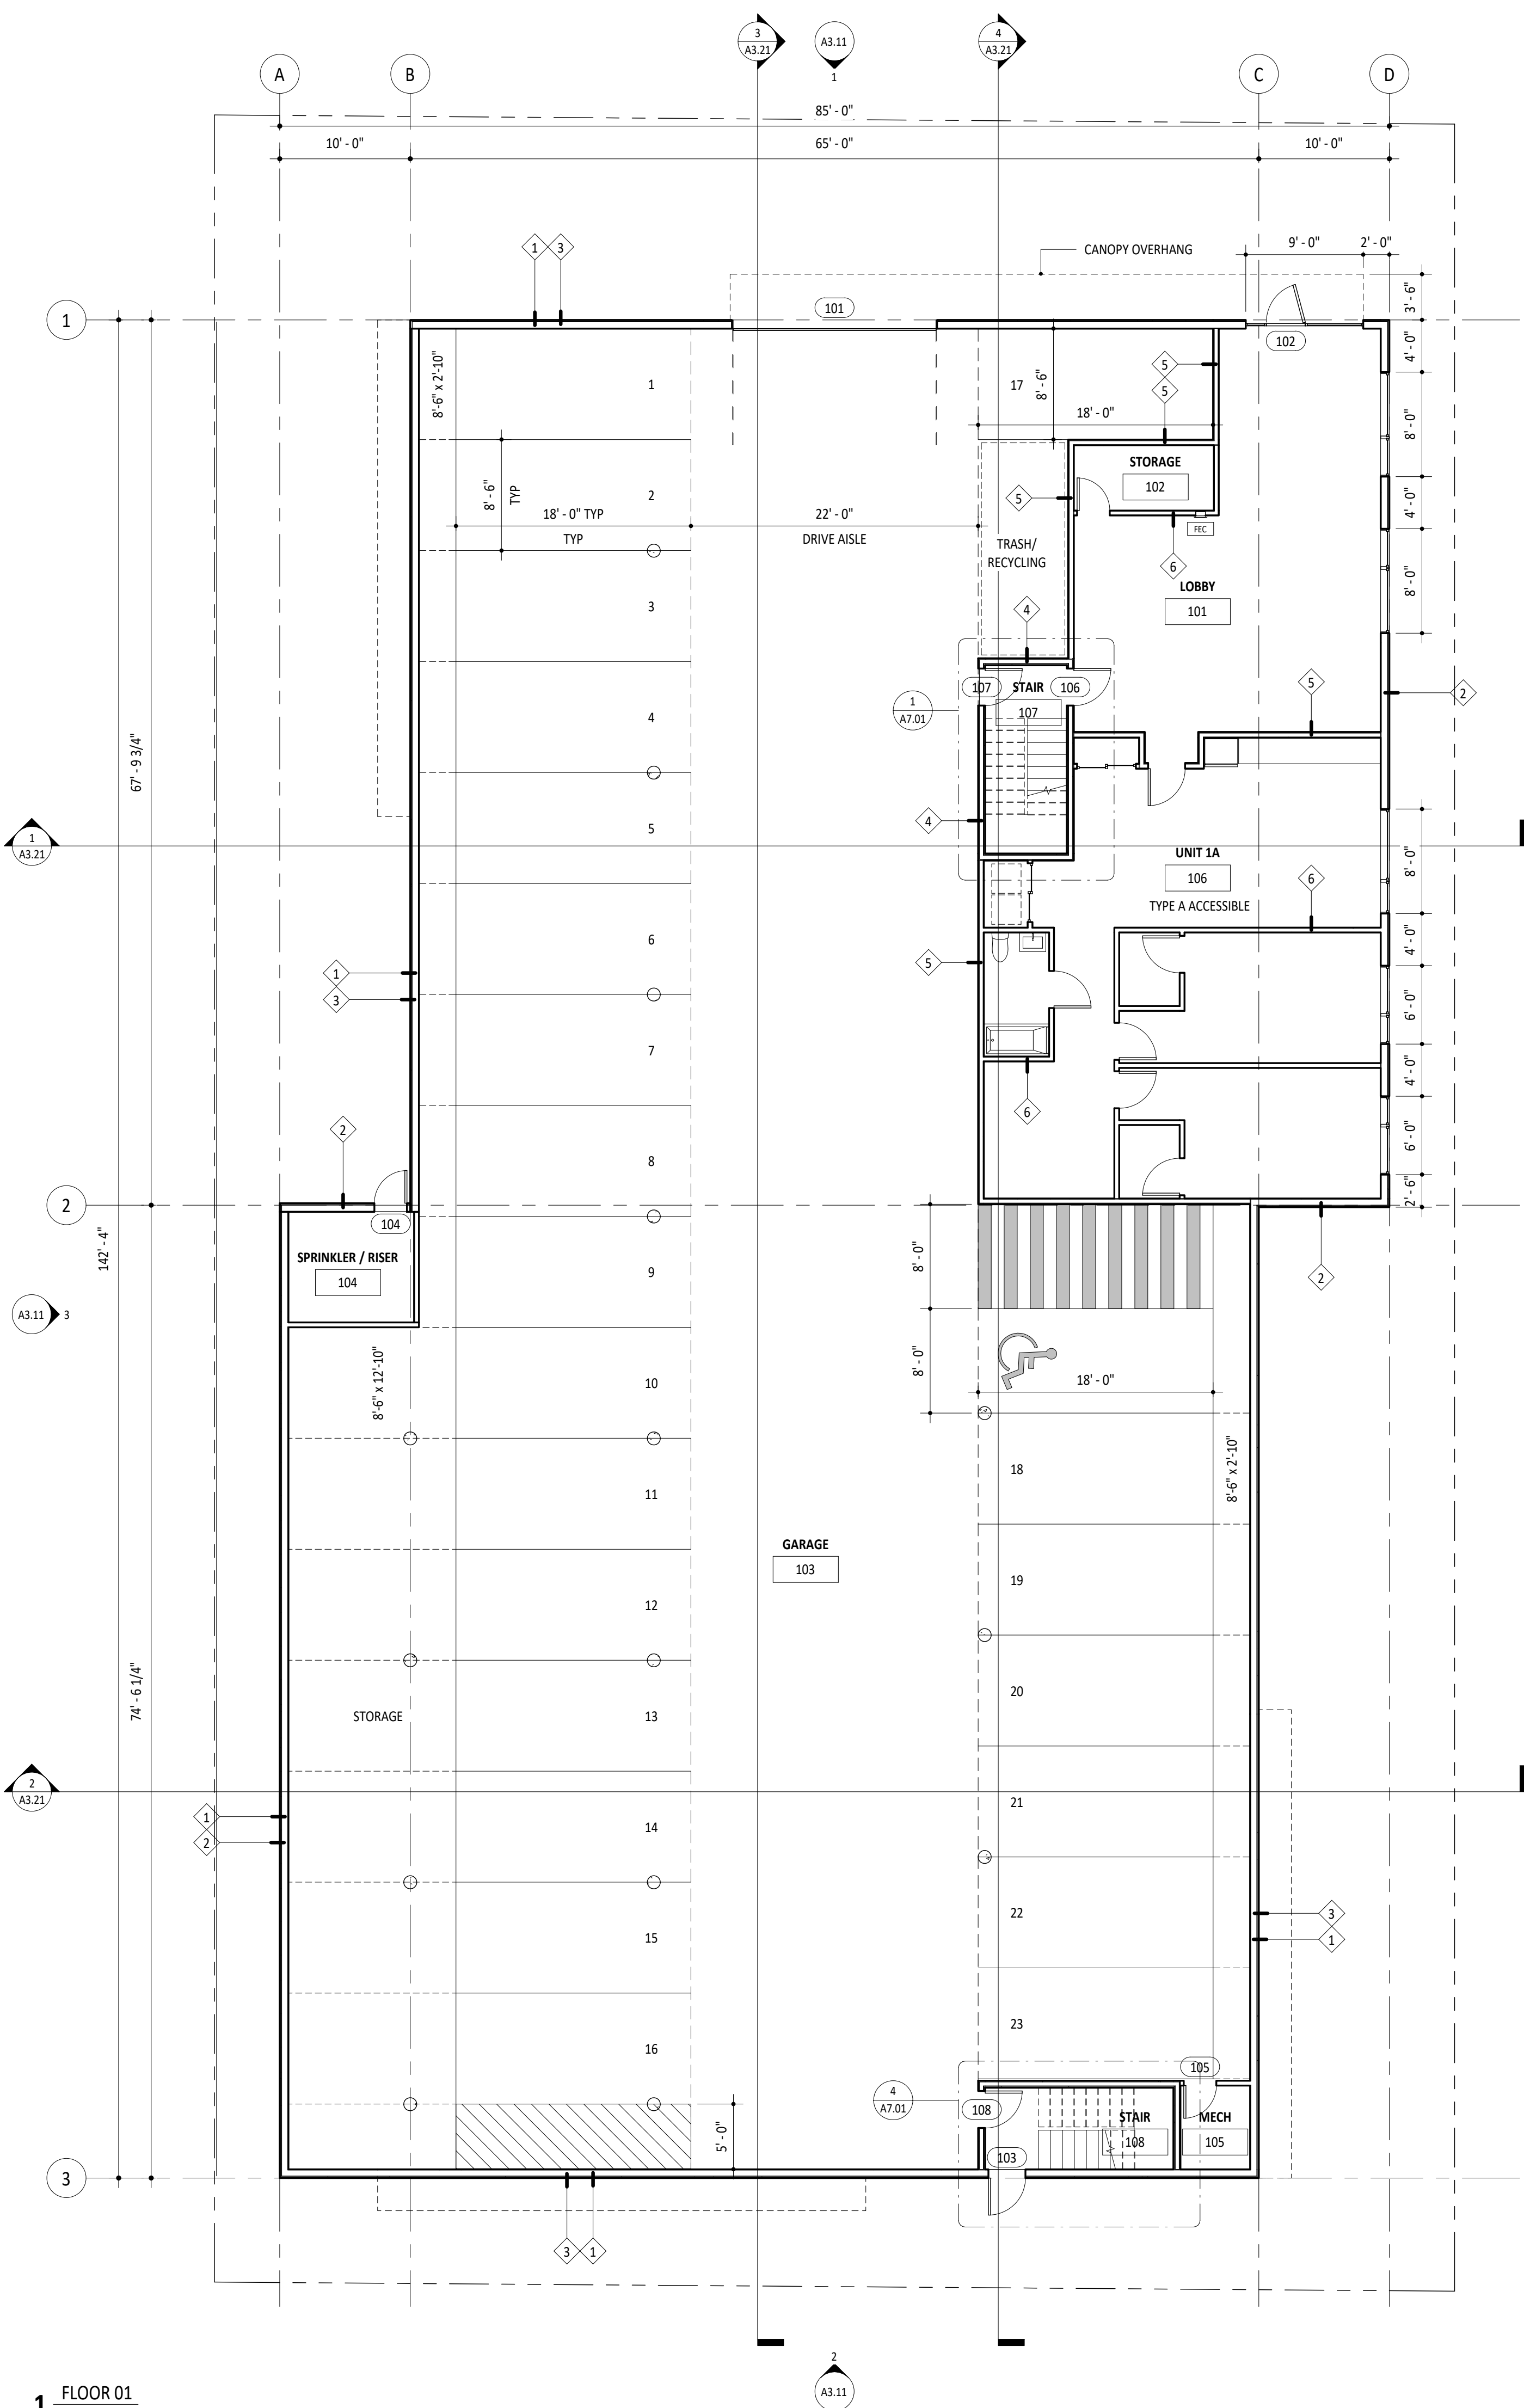 3
A3.21
A3.11
1
4
A3.21
A
B
C
D
85' - 0"
10' - 0"
65' - 0"
10' - 0"
1
3
CANOPY OVERHANG
9' - 0"
2' - 0"
3' - 6"
1
101
102
4' - 0"
8'-6" x 2'-10"
1
17
8' - 6"
5
5
18' - 0"
8' - 0"
STORAGE
102
8' - 6"
TYP
2
5
4' - 0"
18' - 0" TYP
TYP
22' - 0"
DRIVE AISLE
FEC
TRASH/
RECYCLING
6
LOBBY
101
8' - 0"
3
4
107
STAIR
106
107
5
2
1
A7.01
4
67' - 9 3/4"
1
A3.21
5
4
UNIT 1A
106
TYPE A ACCESSIBLE
8' - 0"
6
6
4' - 0"
1
3
5
6' - 0"
7
4' - 0"
6
2
8
6' - 0"
2' - 6"
2
104
142' - 4"
SPRINKLER / RISER
104
9
8' - 0"
2
A3.11
3
8'-6" x 12'-10"
10
8' - 0"
18' - 0"
11
18
8'-6" x 2'-10"
GARAGE
103
19
12
74' - 6 1/4"
STORAGE
13
20
2
A3.21
1
2
14
21
15
22
3
1
16
23
105
4
A7.01
108
STAIR
108
MECH
105
5' - 0"
103
3
3
1
2
A3.11
1
FLOOR 01